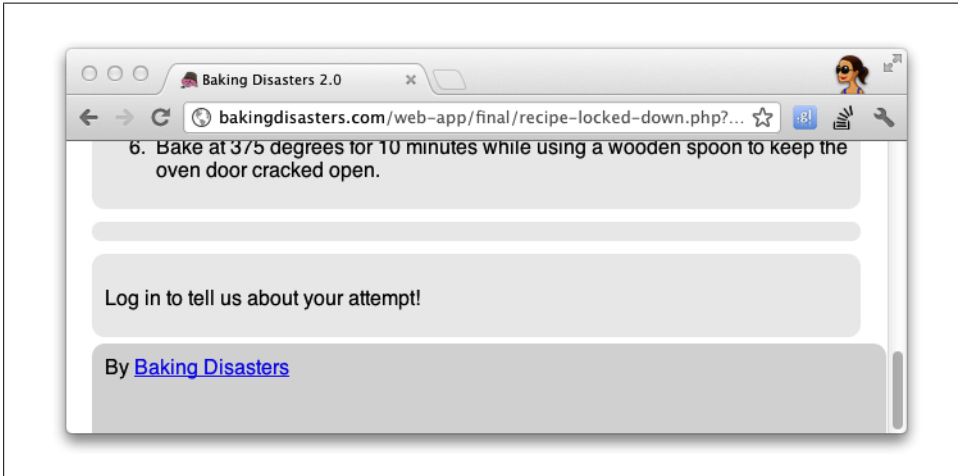 Baking Disasters 2.0
bakingdisasters.com/web-app/final/recipe-locked-down.php?...
:g!
6. Bake at 375 degrees for 10 minutes while using a wooden spoon to keep the
oven door cracked open.
Log in to tell us about your attempt!
By Baking Disasters